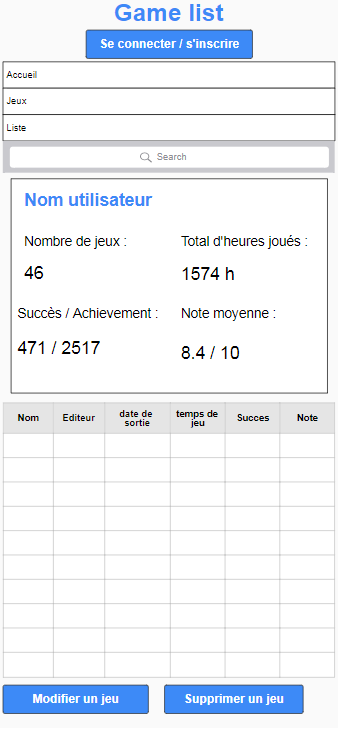 Game list
Se connecter / s'inscrire
Accueil
Jeux
Liste
Search
Nom utilisateur
Nombre de jeux : Total d'heures joués :
46 1574 h
Succès / Achievement : Note moyenne :
471 / 2517 8.4 / 10
Nom Editeur date de sortie temps de jeu Succes Note
Modifier un jeu Supprimer un jeu